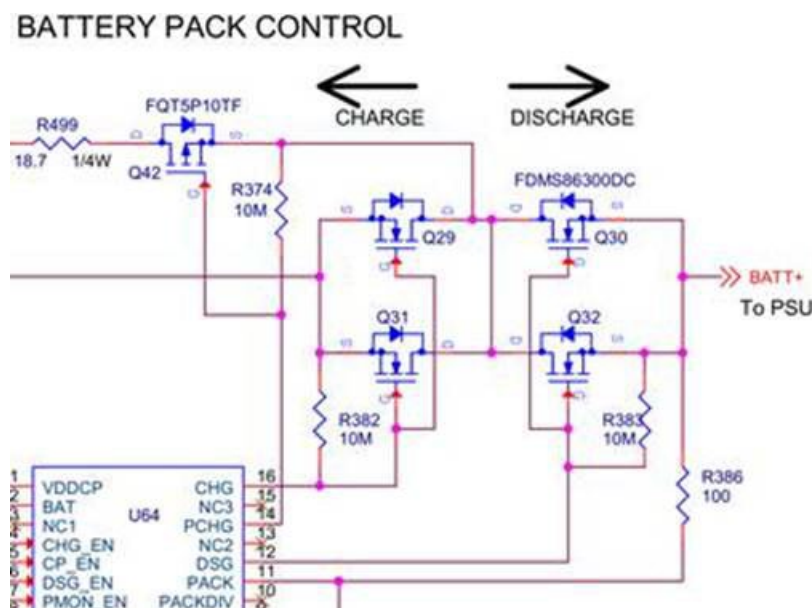 BATTERY PACK CONTROL
CHARGE
DISCHARGE
FQT5P10TF
R499
18.7
1/4W
D
S
Q42
G
R374
10M
FDMS86300DC
S
D
Q29
G
D
S
Q30
G
BATT+
To PSU
Q31
S
D
G
Q32
D
S
G
R382
10M
R383
10M
R386
100
U64
1 VDDCP
2 BAT
3 NC1
4 CHG_EN
5 CP_EN
6 DSG_EN
7 PMON_EN
CHG 16
NC3 15
PCHG 14
NC2 13
DSG 12
PACK 11
PACKDIV 10